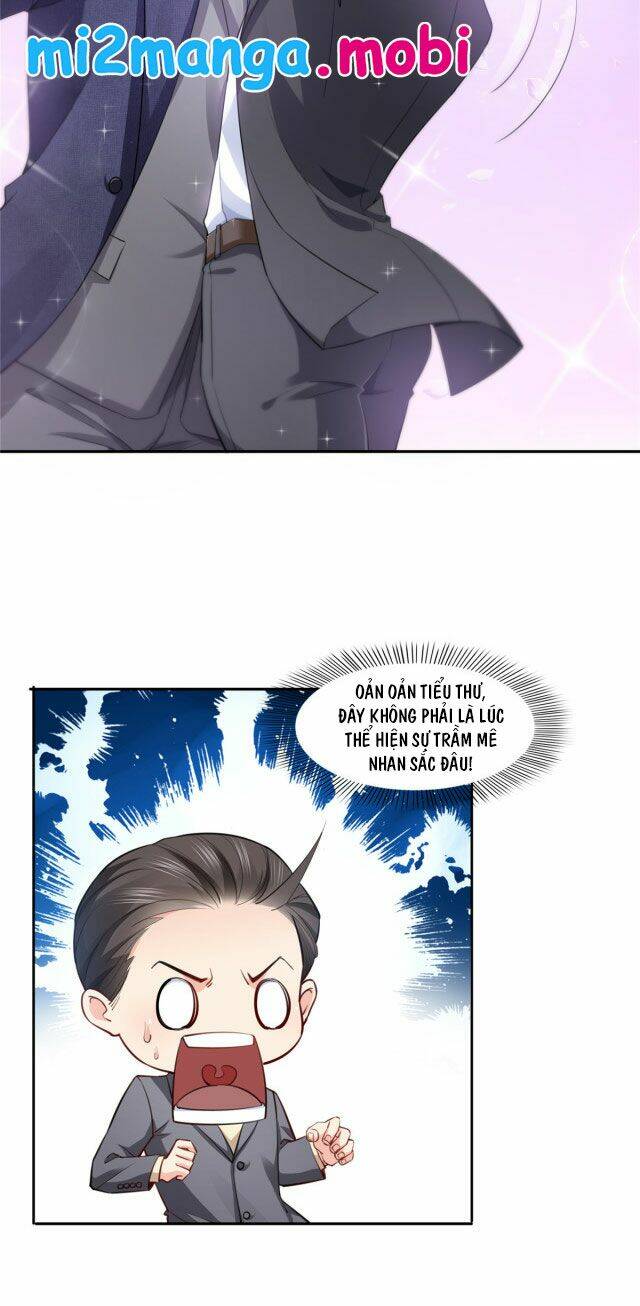 mi2manga.mobi
OẢN OẢN TIỂU THƯ,
ĐÂY KHÔNG PHẢI LÀ LÚC
THỂ HIỆN SỰ TRẦM MÊ
NHAN SẮC ĐÂU!